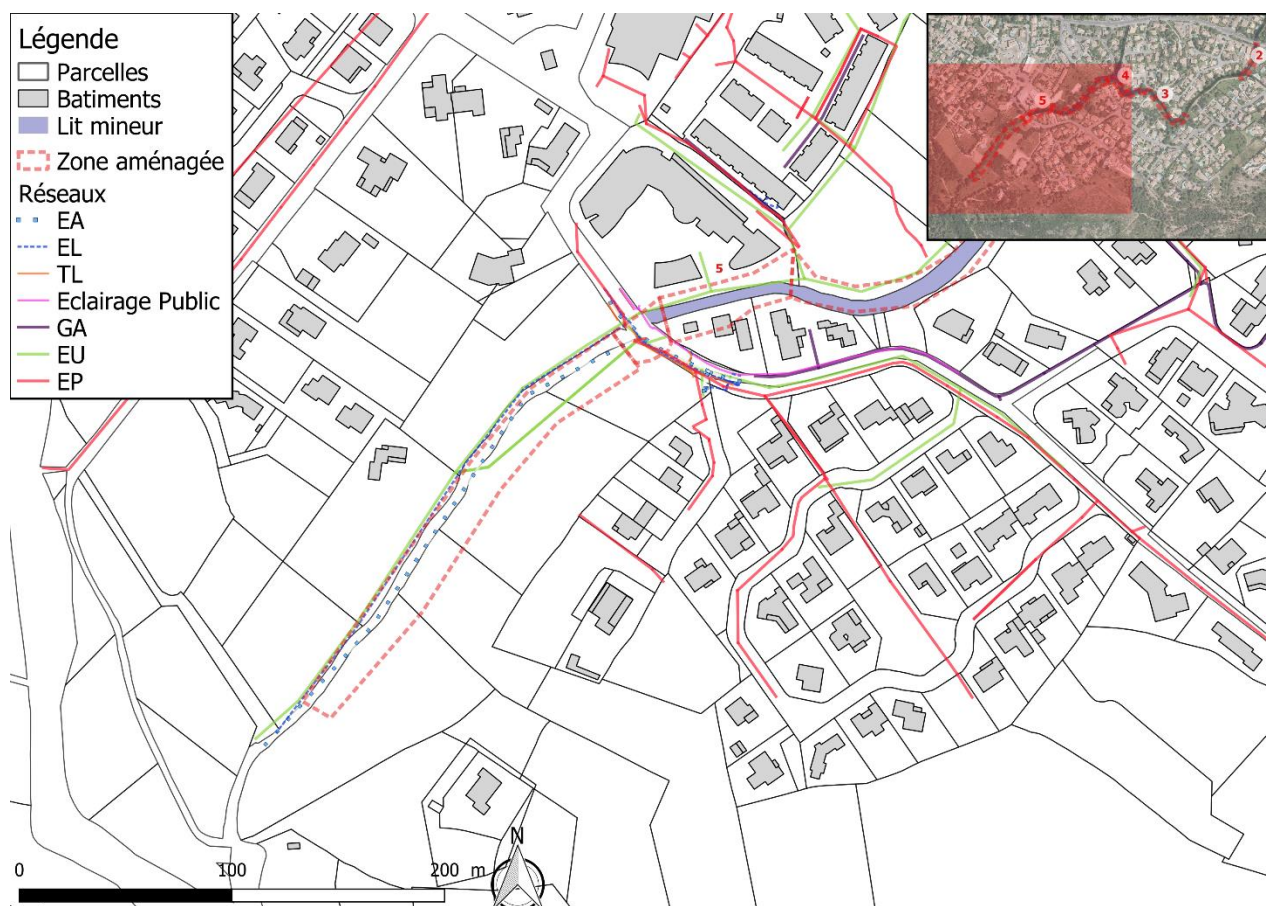 Légende
Parcelles
Batiments
Lit mineur
Zone aménagée
Réseaux
EA
EL
TL
Eclairage Public
GA
EU
EP
2
4
3
5
5
N
0 100 200 m